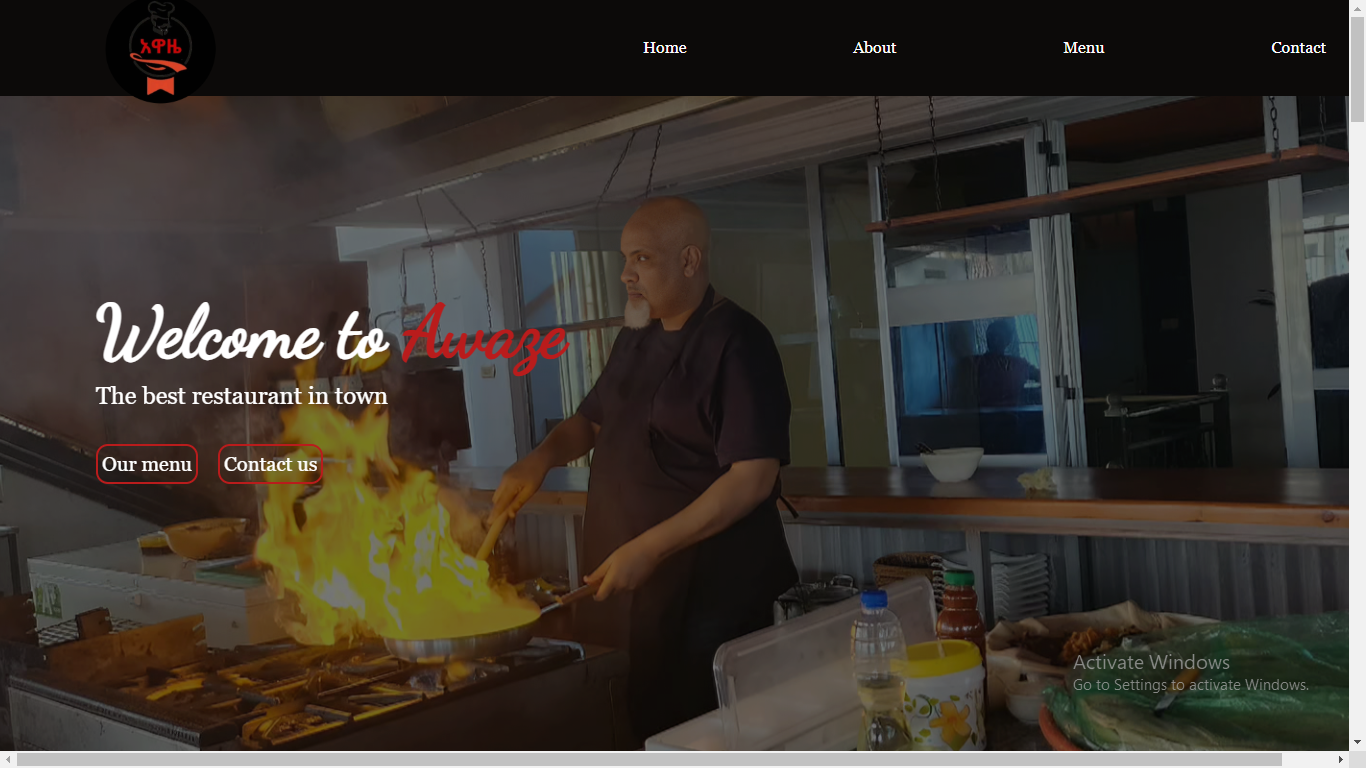 አዋዜ
Home
About
Menu
Contact
Welcome to Awaze
The best restaurant in town
Our menu
Contact us
Activate Windows
Go to Settings to activate Windows.